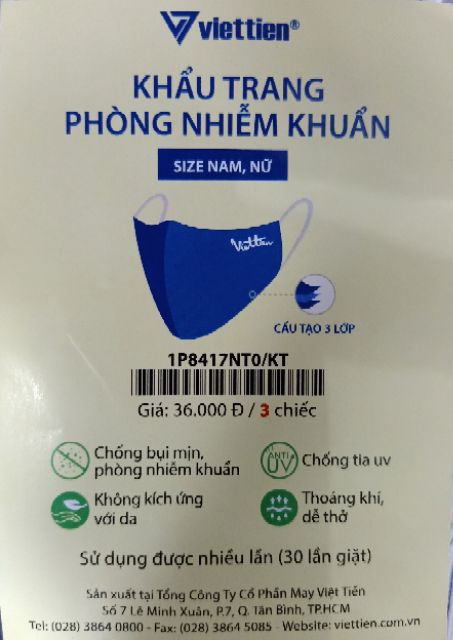 viettien®
KHẨU TRANG
PHÒNG NHIỄM KHUẨN
SIZE NAM, NỮ
Viettien
CẤU TẠO 3 LỚP
1P8417NT0/KT
Giá: 36.000 Đ / 3 chiếc
Chống bụi mịn,
phòng nhiễm khuẩn
ANTI
UV
Chống tia uv
Không kích ứng
với da
Thoáng khí,
dễ thở
Sử dụng được nhiều lần (30 lần giặt)
Sản xuất tại Tổng Công Ty Cổ Phần May Việt Tiến
Số 7 Lê Minh Xuân, P.7, Q. Tân Bình, TP.HCM
Tel: (028) 3864 0800 - Fax: (028) 3864 5085 - Website: viettien.com.vn